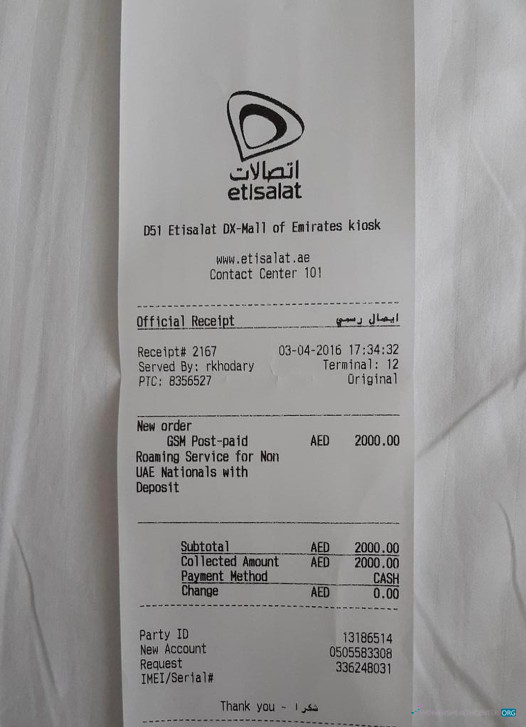 اتصالات
etisalat
D51 Etisalat DX-Mall of Emirates kiosk
www.etisalat.ae
Contact Center 101
Official Receipt ايصال رسمي
Receipt# 2167 03-04-2016 17:34:32
Served By: rkhodary Terminal: 12
PTC: 8356527 Original
New order
GSM Post-paid AED 2000.00
Roaming Service for Non
UAE Nationals with
Deposit
Subtotal AED 2000.00
Collected Amount AED 2000.00
Payment Method CASH
Change AED 0.00
Party ID 13186514
New Account 0505583308
Request 336248031
IMEI/Serial#
Thank you - شكرا